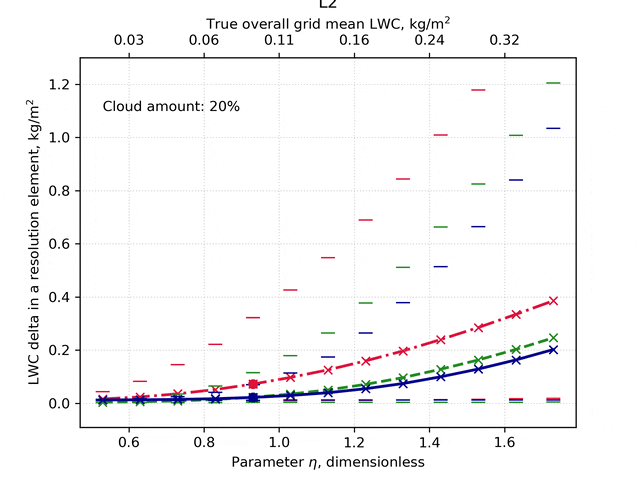 L2
True overall grid mean LWC, kg/m²
0.03 0.06 0.11 0.16 0.24 0.32
Cloud amount: 20%
LWC delta in a resolution element, kg/m²
1.2
1.0
0.8
0.6
0.4
0.2
0.0
0.6 0.8 1.0 1.2 1.4 1.6
Parameter η, dimensionless